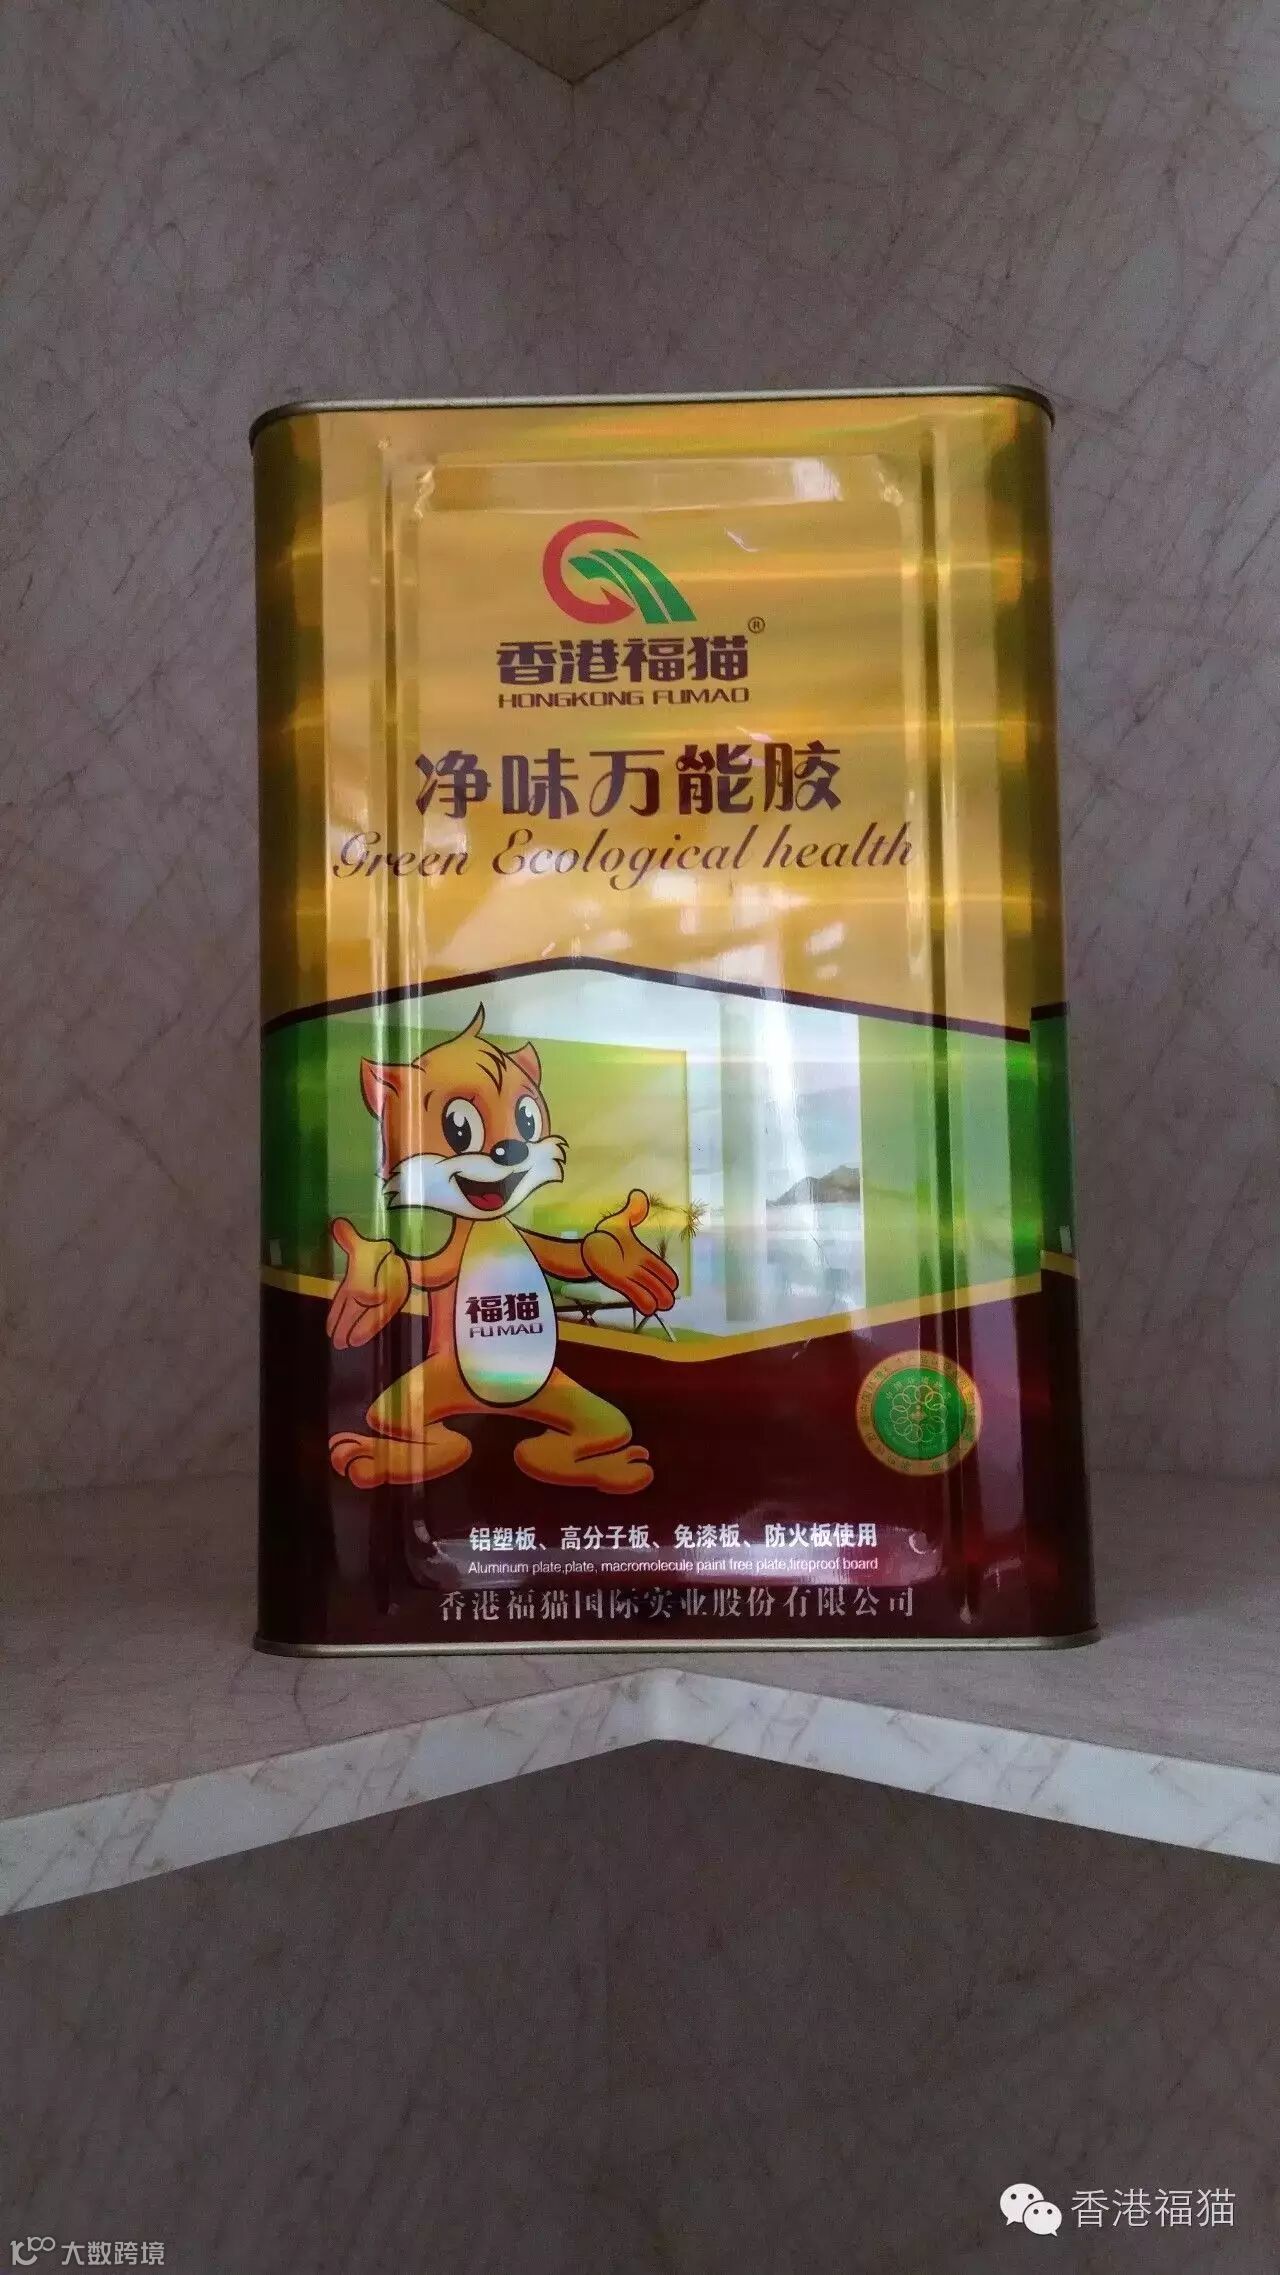 香港福猫®
HONGKONG FUMAO
净味万能胶
Green Ecological health
福猫
FUMAO
铝塑板、高分子板、免漆板、防火板使用
Aluminum plate,plate, macromolecule paint free plate,fireproof board
香港福猫国际实业股份有限公司
香港福猫
大数跨境